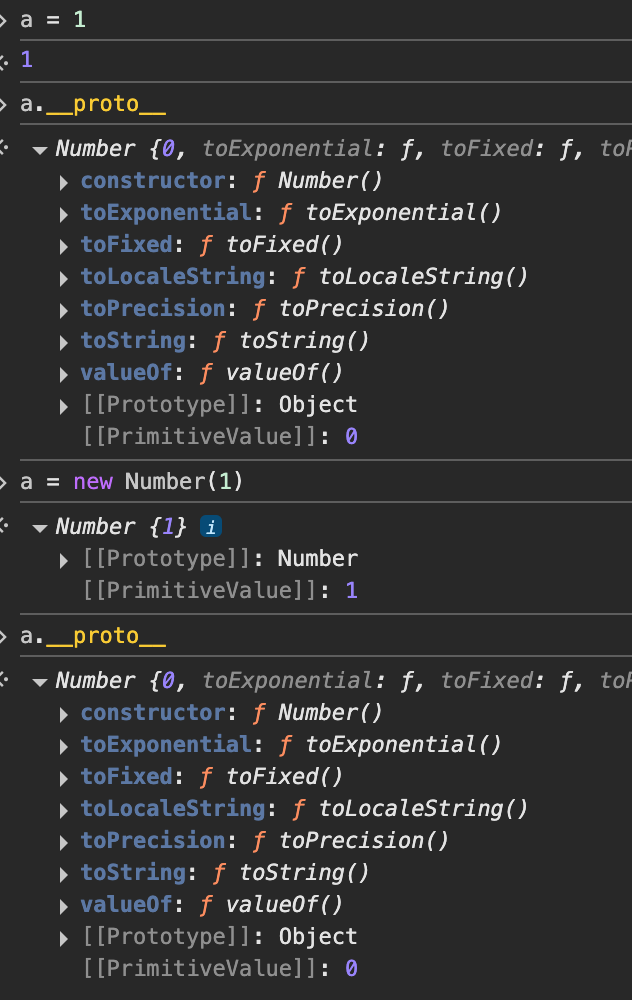 a = 1
1
a.__proto__
Number {0, toExponential: ƒ, toFixed: ƒ, toP
constructor: ƒ Number()
toExponential: ƒ toExponential()
toFixed: ƒ toFixed()
toLocaleString: ƒ toLocaleString()
toPrecision: ƒ toPrecision()
toString: ƒ toString()
valueOf: ƒ valueOf()
[[Prototype]]: Object
[[PrimitiveValue]]: 0
a = new Number(1)
Number {1} i
[[Prototype]]: Number
[[PrimitiveValue]]: 1
a.__proto__
Number {0, toExponential: ƒ, toFixed: ƒ, toP
constructor: ƒ Number()
toExponential: ƒ toExponential()
toFixed: ƒ toFixed()
toLocaleString: ƒ toLocaleString()
toPrecision: ƒ toPrecision()
toString: ƒ toString()
valueOf: ƒ valueOf()
[[Prototype]]: Object
[[PrimitiveValue]]: 0